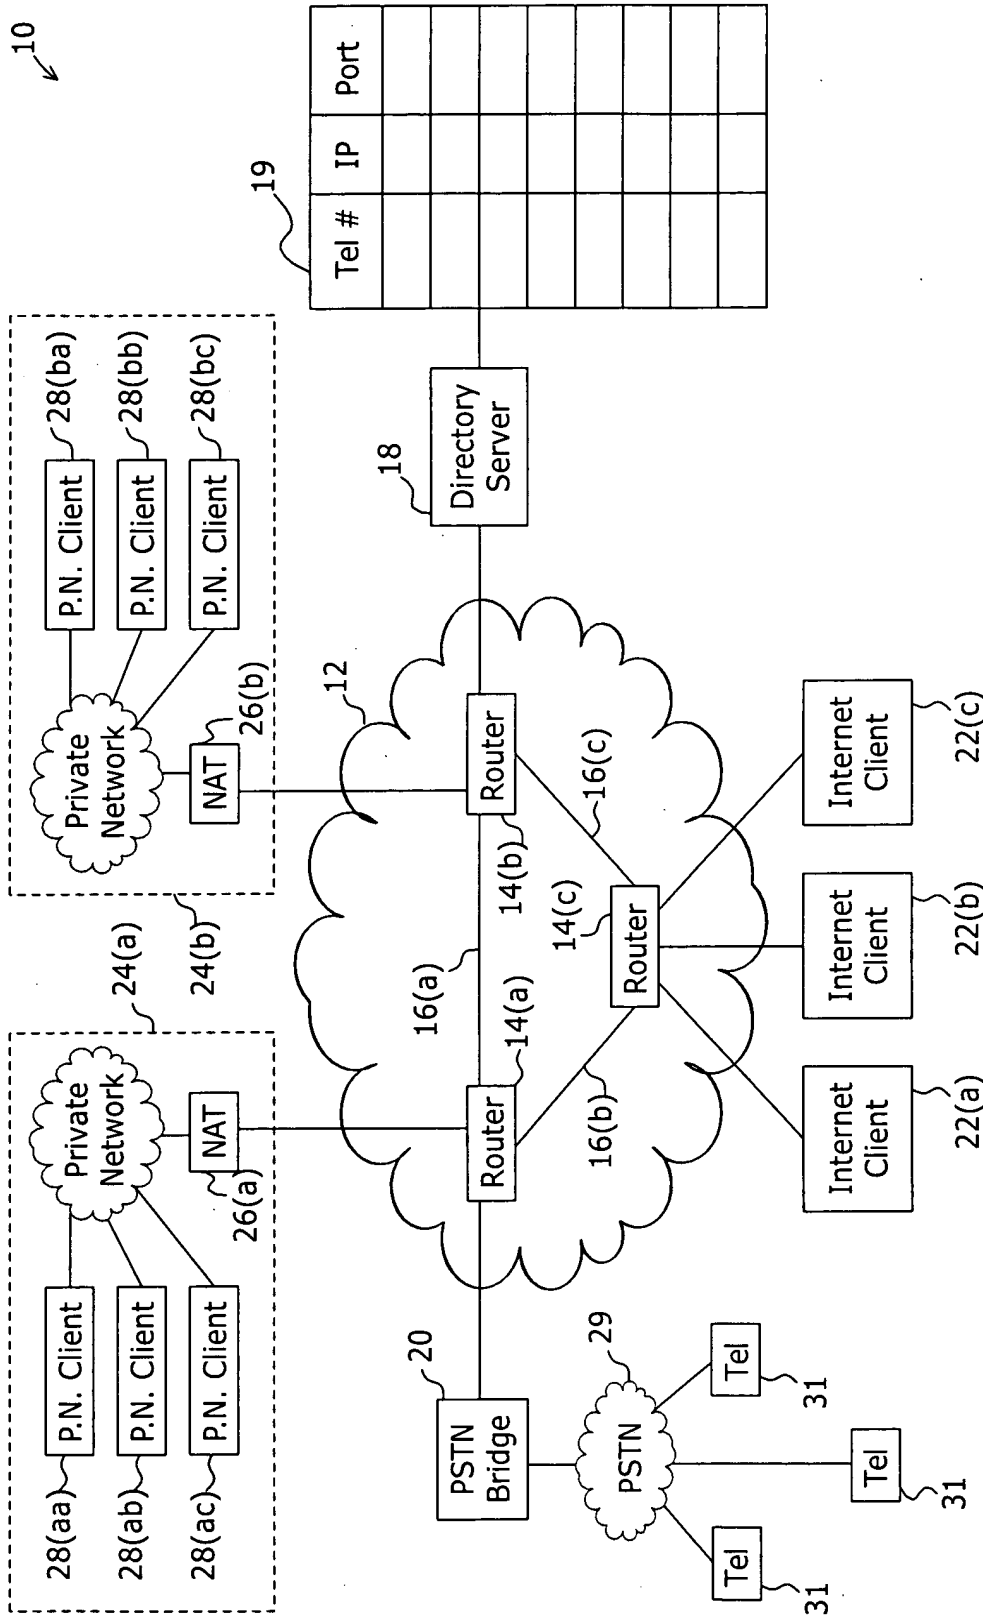 10
24(a)
24(b)
28(aa)
P.N. Client
28(ab)
P.N. Client
28(ac)
P.N. Client
Private
Network
NAT
26(a)
Private
Network
NAT
26(b)
P.N. Client
28(ba)
P.N. Client
28(bb)
P.N. Client
28(bc)
19
Tel #
IP
Port
12
18
Directory
Server
20
PSTN
Bridge
Router
14(a)
16(a)
Router
14(b)
16(b)
16(c)
14(c)
Router
29
PSTN
Tel
31
Tel
31
Tel
31
Internet
Client
22(a)
Internet
Client
22(b)
Internet
Client
22(c)